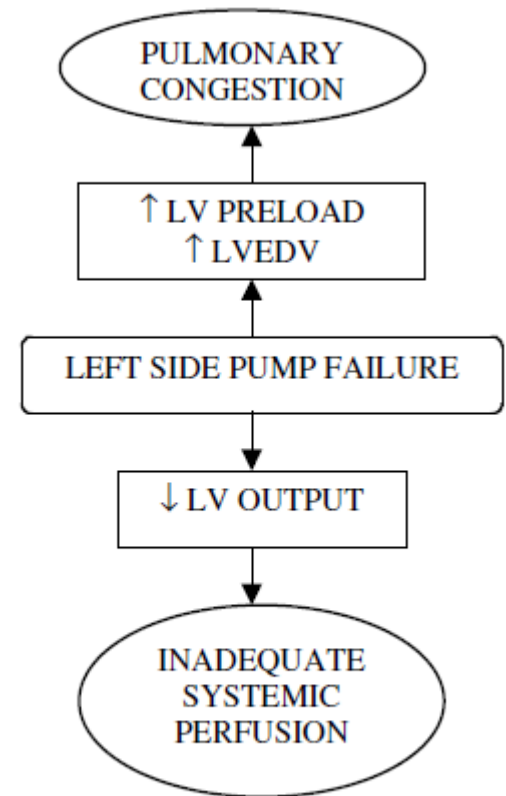 PULMONARY
CONGESTION
↑ LV PRELOAD
↑ LVEDV
LEFT SIDE PUMP FAILURE
↓ LV OUTPUT
INADEQUATE
SYSTEMIC
PERFUSION